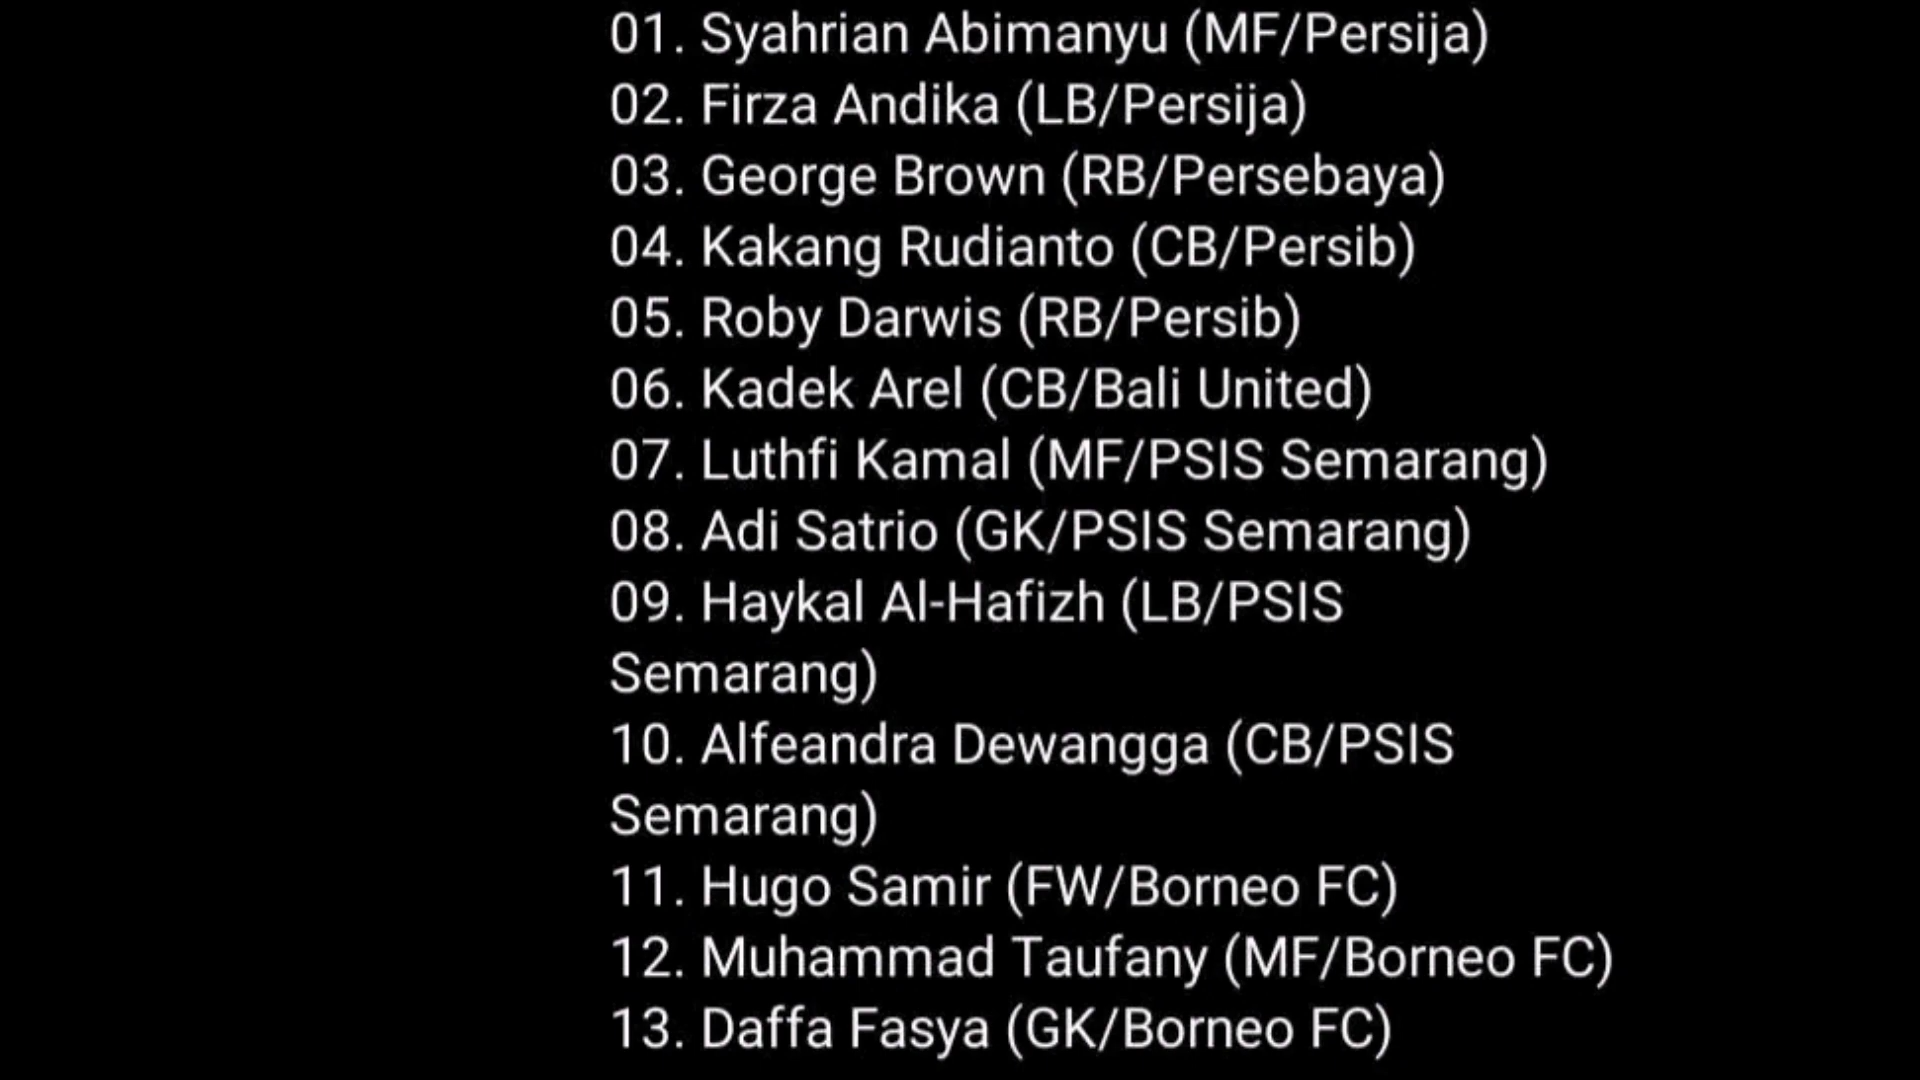 01. Syahrian Abimanyu (MF/Persija)
02. Firza Andika (LB/Persija)
03. George Brown (RB/Persebaya)
04. Kakang Rudianto (CB/Persib)
05. Roby Darwis (RB/Persib)
06. Kadek Arel (CB/Bali United)
07. Luthfi Kamal (MF/PSIS Semarang)
08. Adi Satrio (GK/PSIS Semarang)
09. Haykal Al-Hafizh (LB/PSIS
Semarang)
10. Alfeandra Dewangga (CB/PSIS
Semarang)
11. Hugo Samir (FW/Borneo FC)
12. Muhammad Taufany (MF/Borneo FC)
13. Daffa Fasya (GK/Borneo FC)